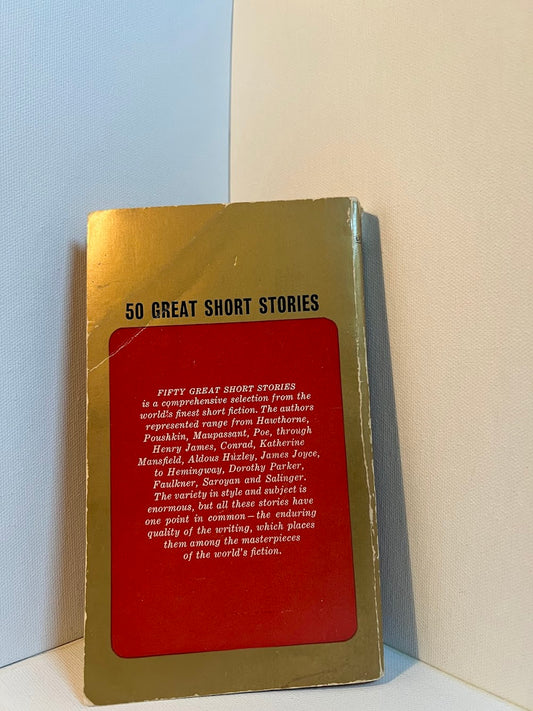 50 GREAT SHORT STORIES
FIFTY GREAT SHORT STORIES
is a comprehensive selection from the
world's finest short fiction. The authors
represented range from Hawthorne,
Poushkin, Maupassant, Poe, through
Henry James, Conrad, Katherine
Mansfield, Aldous Huxley, James Joyce,
to Hemingway, Dorothy Parker,
Faulkner, Saroyan and Salinger.
The variety in style and subject is
enormous, but all these stories have
one point in common—the enduring
quality of the writing, which places
them among the masterpieces
of the world's fiction.